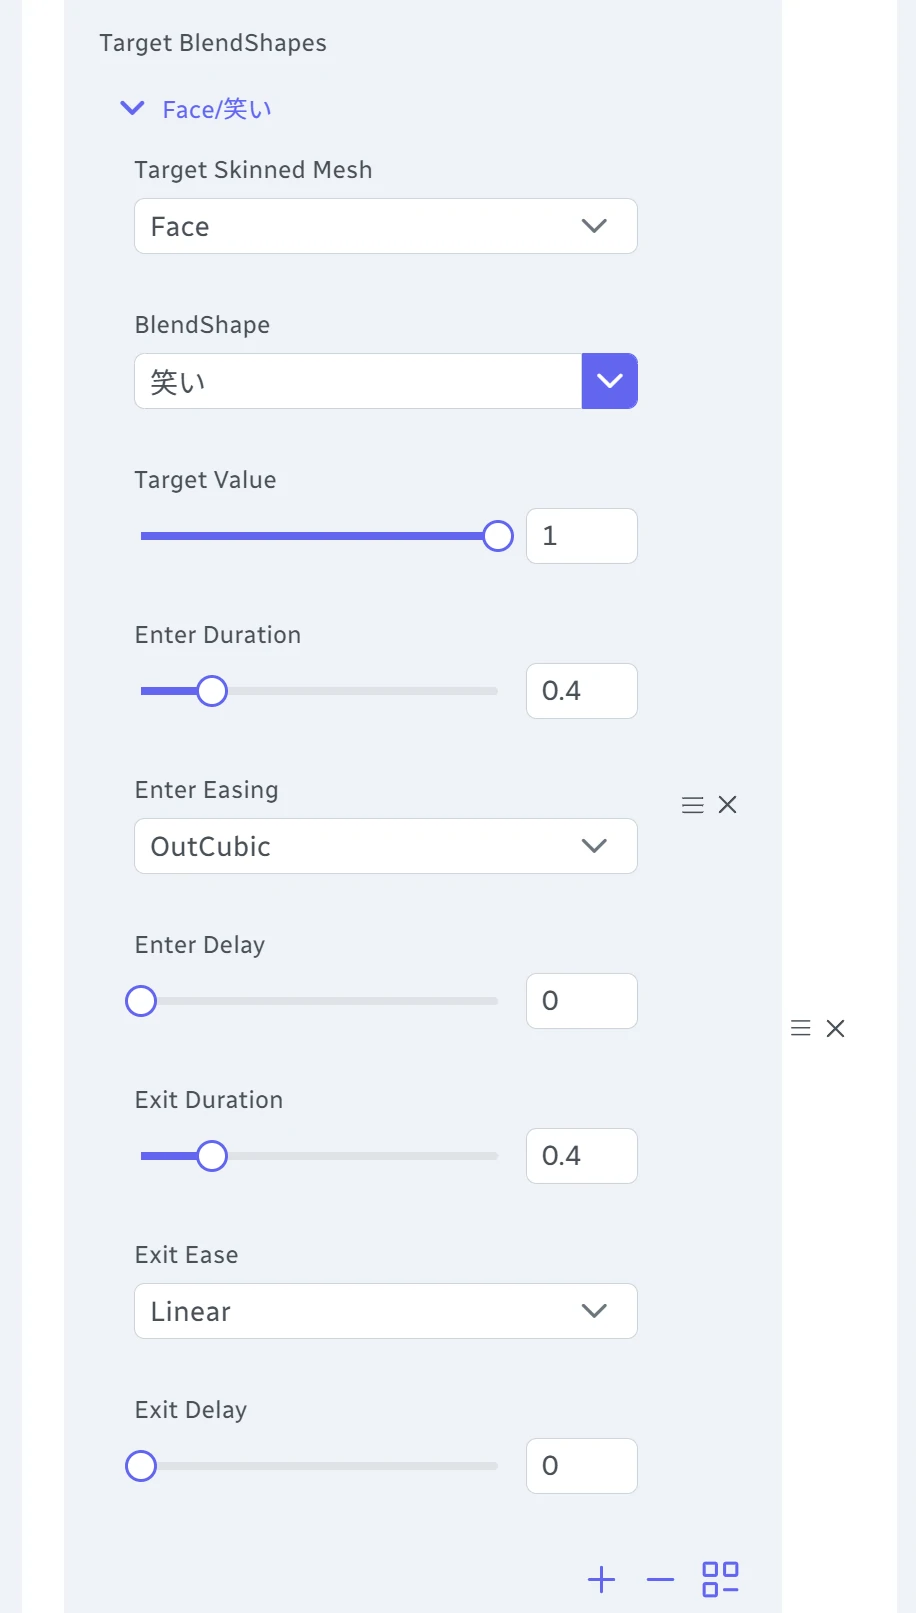 Target BlendShapes
Face/笑い
Target Skinned Mesh
Face
BlendShape
笑い
Target Value
1
Enter Duration
0.4
Enter Easing
OutCubic
Enter Delay
0
Exit Duration
0.4
Exit Ease
Linear
Exit Delay
0